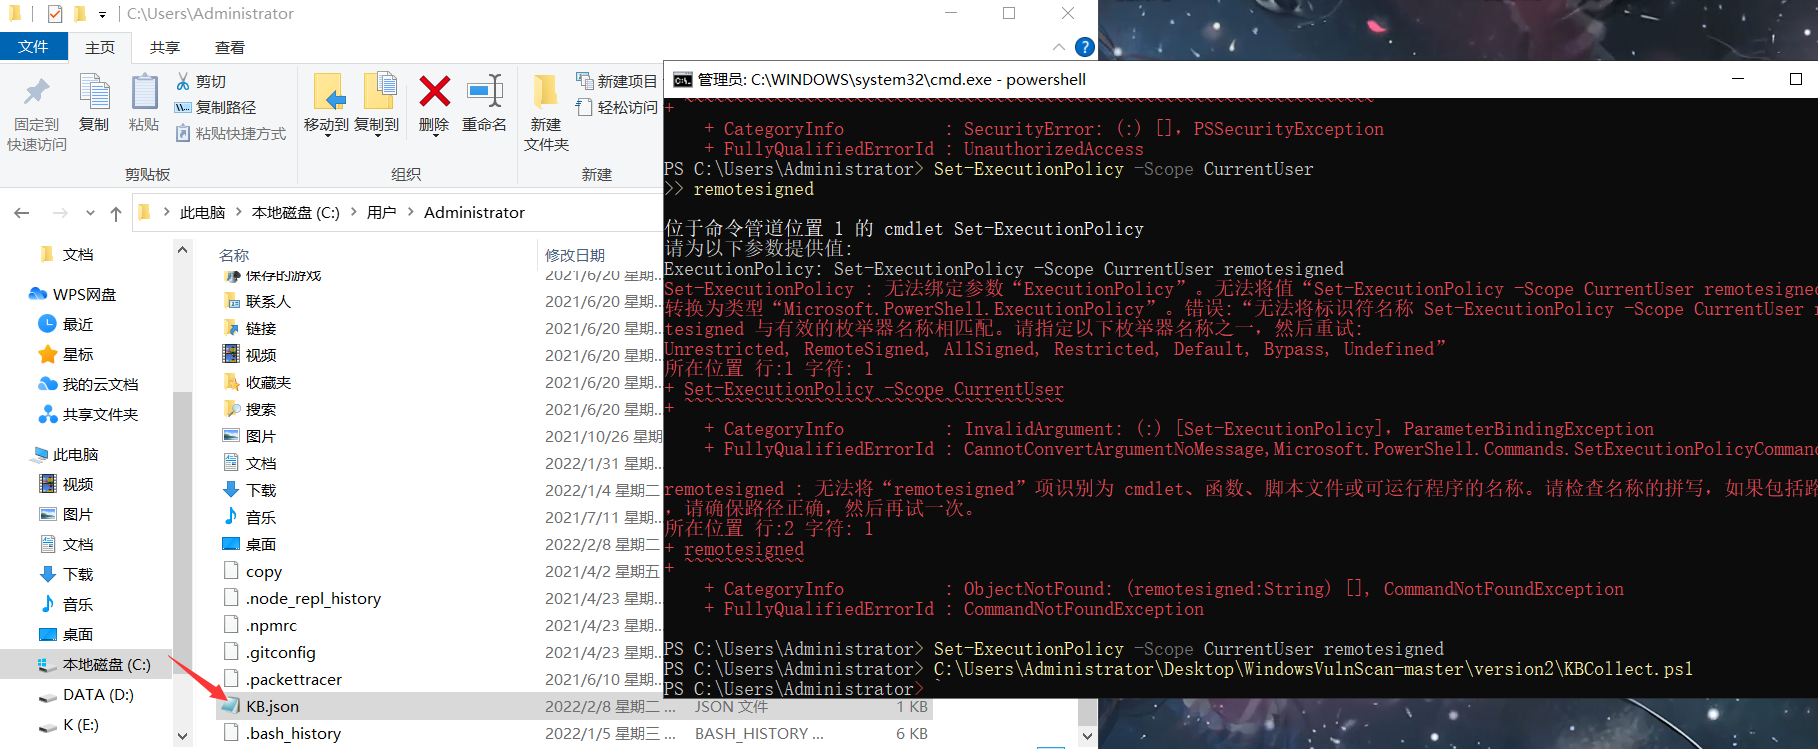 C:\Users\Administrator
文件 主页 共享 查看
固定到快速访问
复制
粘贴
剪切
复制路径
粘贴快捷方式
剪贴板
移动到
复制到
删除
重命名
组织
新建文件夹
新建项目
轻松访问
新建
此电脑 > 本地磁盘 (C:) > 用户 > Administrator
文档
WPS网盘
最近
星标
我的云文档
共享文件夹
此电脑
视频
图片
文档
下载
音乐
桌面
本地磁盘 (C:)
DATA (D:)
K (E:)
名称 修改日期
保存的游戏 2021/6/20 星期...
联系人 2021/6/20 星期...
链接 2021/6/20 星期...
视频 2021/6/20 星期...
收藏夹 2021/6/20 星期...
搜索 2021/6/20 星期...
图片 2021/10/26 星期
文档 2022/1/31 星期...
下载 2022/1/4 星期二
音乐 2021/7/11 星期...
桌面 2022/2/8 星期二
copy 2021/4/2 星期五
.node_repl_history 2021/4/23 星期...
.npmrc 2021/4/23 星期...
.gitconfig 2021/4/23 星期...
.packettracer 2021/6/10 星期...
KB.json 2022/2/8 星期二 ... JSON 文件 1 KB
.bash_history 2022/1/5 星期三 ... BASH_HISTORY ... 6 KB
管理员: C:\WINDOWS\system32\cmd.exe - powershell
+ ~~~~~~~~~~~~~~~~~~~~~~~~~~~~~~~~~~~~~~~~~~~~~~~~~~~~~~~~~~~~~~~~~~~~~
+ CategoryInfo : SecurityError: (:) [], PSSecurityException
+ FullyQualifiedErrorId : UnauthorizedAccess
PS C:\Users\Administrator> Set-ExecutionPolicy -Scope CurrentUser
>> remotesigned
位于命令管道位置 1 的 cmdlet Set-ExecutionPolicy
请为以下参数提供值:
ExecutionPolicy: Set-ExecutionPolicy -Scope CurrentUser remotesigned
Set-ExecutionPolicy : 无法绑定参数“ExecutionPolicy”。无法将值“Set-ExecutionPolicy -Scope CurrentUser remotesigned
转换为类型“Microsoft.PowerShell.ExecutionPolicy”。错误:“无法将标识符名称 Set-ExecutionPolicy -Scope CurrentUser r
tesigned 与有效的枚举器名称相匹配。请指定以下枚举器名称之一，然后重试:
Unrestricted, RemoteSigned, AllSigned, Restricted, Default, Bypass, Undefined”
所在位置 行:1 字符: 1
+ Set-ExecutionPolicy -Scope CurrentUser
+ ~~~~~~~~~~~~~~~~~~~~~~~~~~~~~~~~~~~~~~
+ CategoryInfo : InvalidArgument: (:) [Set-ExecutionPolicy], ParameterBindingException
+ FullyQualifiedErrorId : CannotConvertArgumentNoMessage,Microsoft.PowerShell.Commands.SetExecutionPolicyComman
remotesigned : 无法将“remotesigned”项识别为 cmdlet、函数、脚本文件或可运行程序的名称。请检查名称的拼写，如果包括路
，请确保路径正确，然后再试一次。
所在位置 行:2 字符: 1
+ remotesigned
+ ~~~~~~~~~~~~
+ CategoryInfo : ObjectNotFound: (remotesigned:String) [], CommandNotFoundException
+ FullyQualifiedErrorId : CommandNotFoundException
PS C:\Users\Administrator> Set-ExecutionPolicy -Scope CurrentUser remotesigned
PS C:\Users\Administrator> C:\Users\Administrator\Desktop\WindowsVulnScan-master\version2\KBCollect.ps1
PS C:\Users\Administrator>